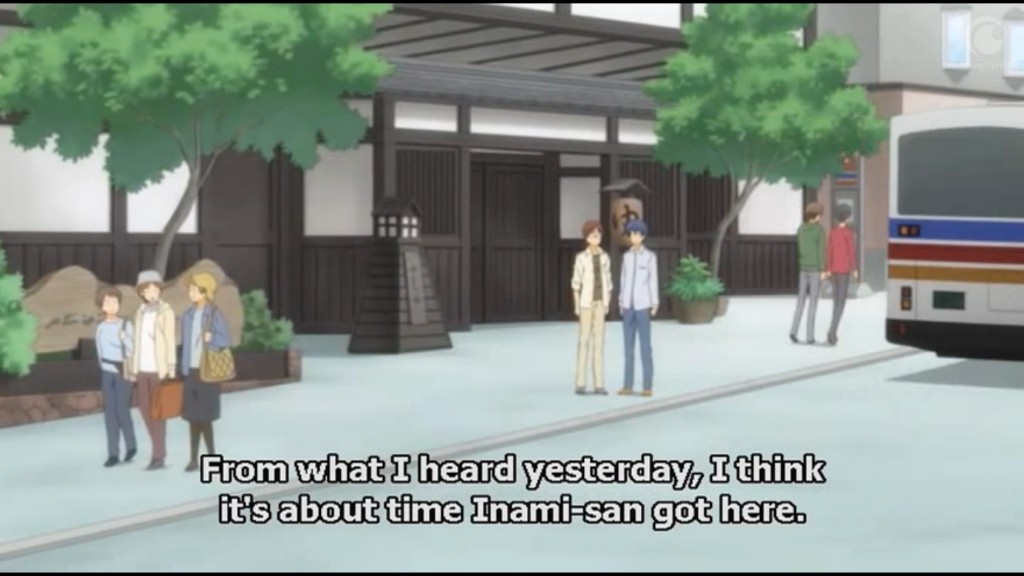 From what I heard yesterday, I think
it's about time Inami-san got here.